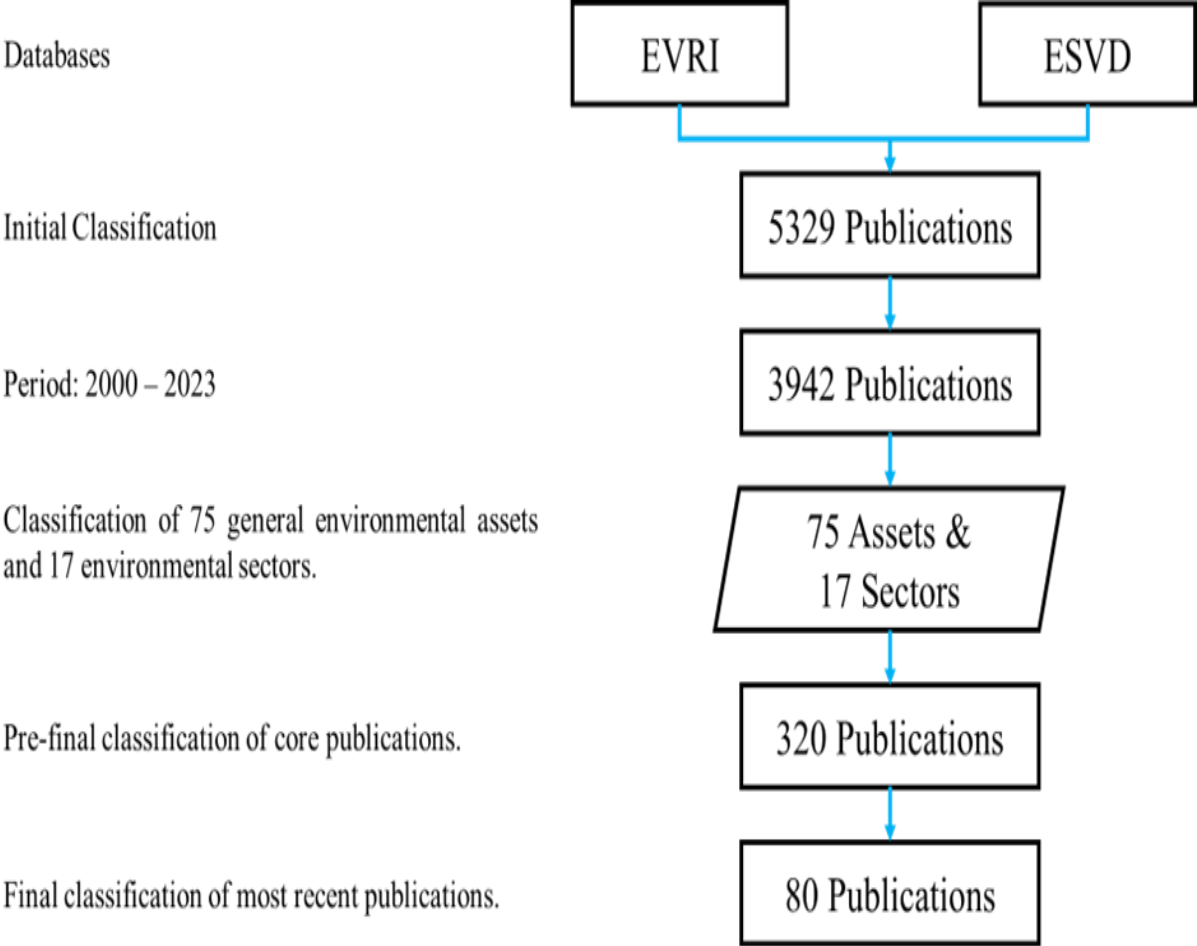 Databases
EVRI
ESVD
Initial Classification
5329 Publications
Period: 2000 – 2023
3942 Publications
Classification of 75 general environmental assets
and 17 environmental sectors.
75 Assets &
17 Sectors
Pre-final classification of core publications.
320 Publications
Final classification of most recent publications.
80 Publications